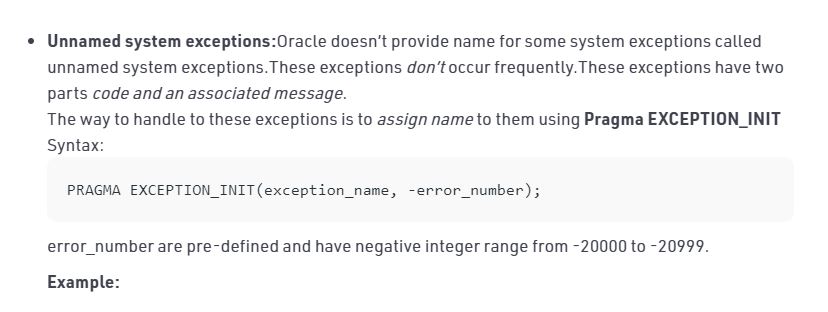 • Unnamed system exceptions:Oracle doesn't provide name for some system exceptions called
unnamed system exceptions.These exceptions don't occur frequently.These exceptions have two
parts code and an associated message.
The way to handle to these exceptions is to assign name to them using Pragma EXCEPTION_INIT
Syntax:
PRAGMA EXCEPTION_INIT(exception_name, -error_number);
error_number are pre-defined and have negative integer range from -20000 to -20999.
Example: